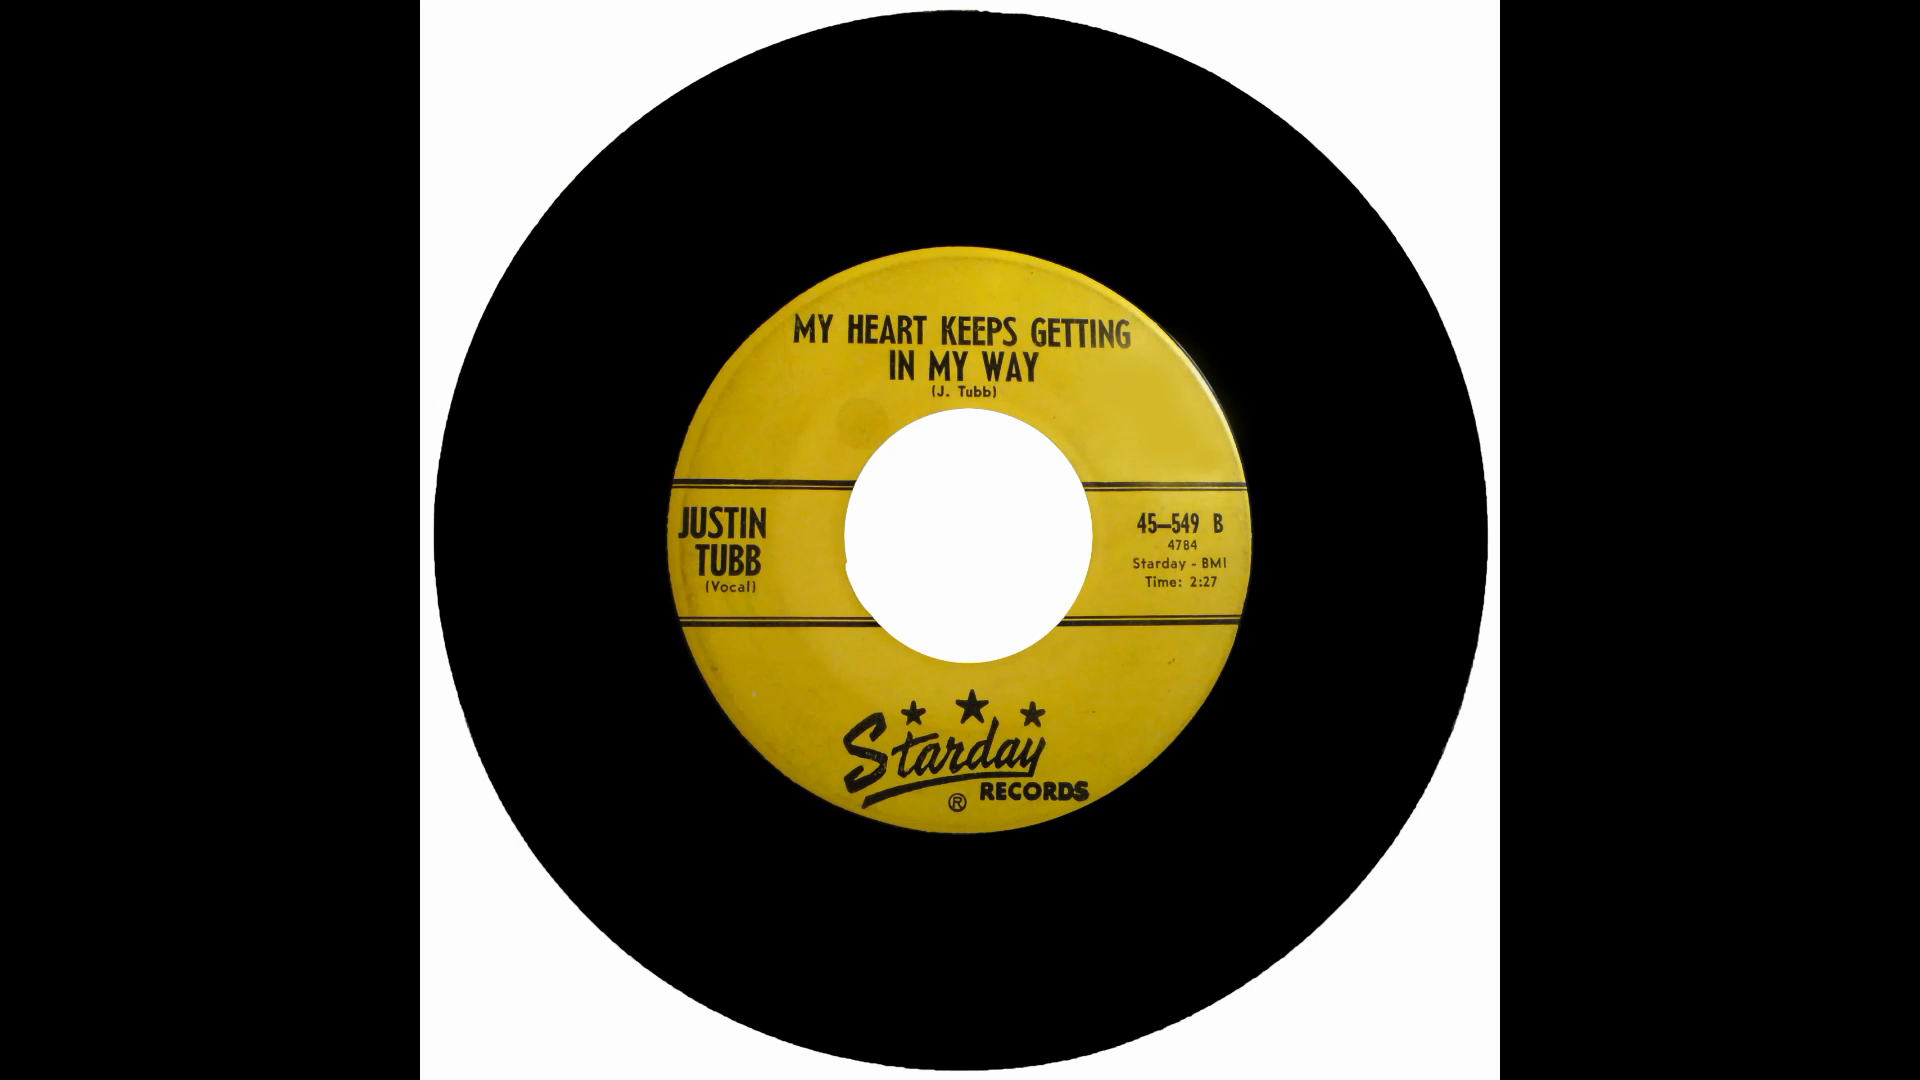 MY HEART KEEPS GETTING
IN MY WAY
(J. Tubb)
JUSTIN
TUBB
(Vocal)
45—549 B
4784
Starday - BMI
Time: 2:27
Starday
® RECORDS